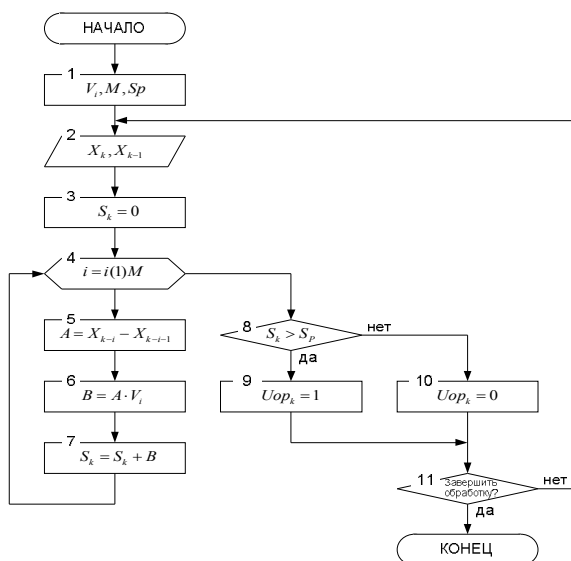 НАЧАЛО
1
V_i, M, Sp
2
X_k, X_{k-1}
3
S_k = 0
4
i = i(1)M
5
A = X_{k-i} − X_{k-i-1}
6
B = A · V_i
7
S_k = S_k + B
8
S_k > S_P
нет
да
9
Uop_k = 1
10
Uop_k = 0
11
Завершить
обработку?
нет
да
КОНЕЦ